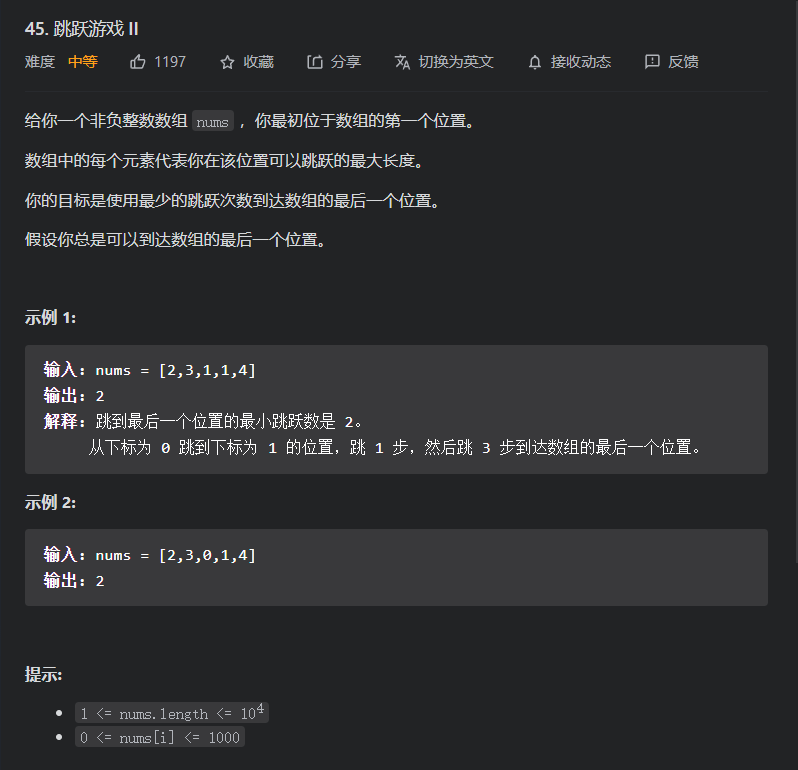 45. 跳跃游戏 II
难度 中等 1197 收藏 分享 切换为英文 接收动态 反馈
给你一个非负整数数组 nums ，你最初位于数组的第一个位置。
数组中的每个元素代表你在该位置可以跳跃的最大长度。
你的目标是使用最少的跳跃次数到达数组的最后一个位置。
假设你总是可以到达数组的最后一个位置。
示例 1:
输入: nums = [2,3,1,1,4]
输出: 2
解释: 跳到最后一个位置的最小跳跃数是 2。
从下标为 0 跳到下标为 1 的位置，跳 1 步，然后跳 3 步到达数组的最后一个位置。
示例 2:
输入: nums = [2,3,0,1,4]
输出: 2
提示:
1 <= nums.length <= 10⁴
0 <= nums[i] <= 1000